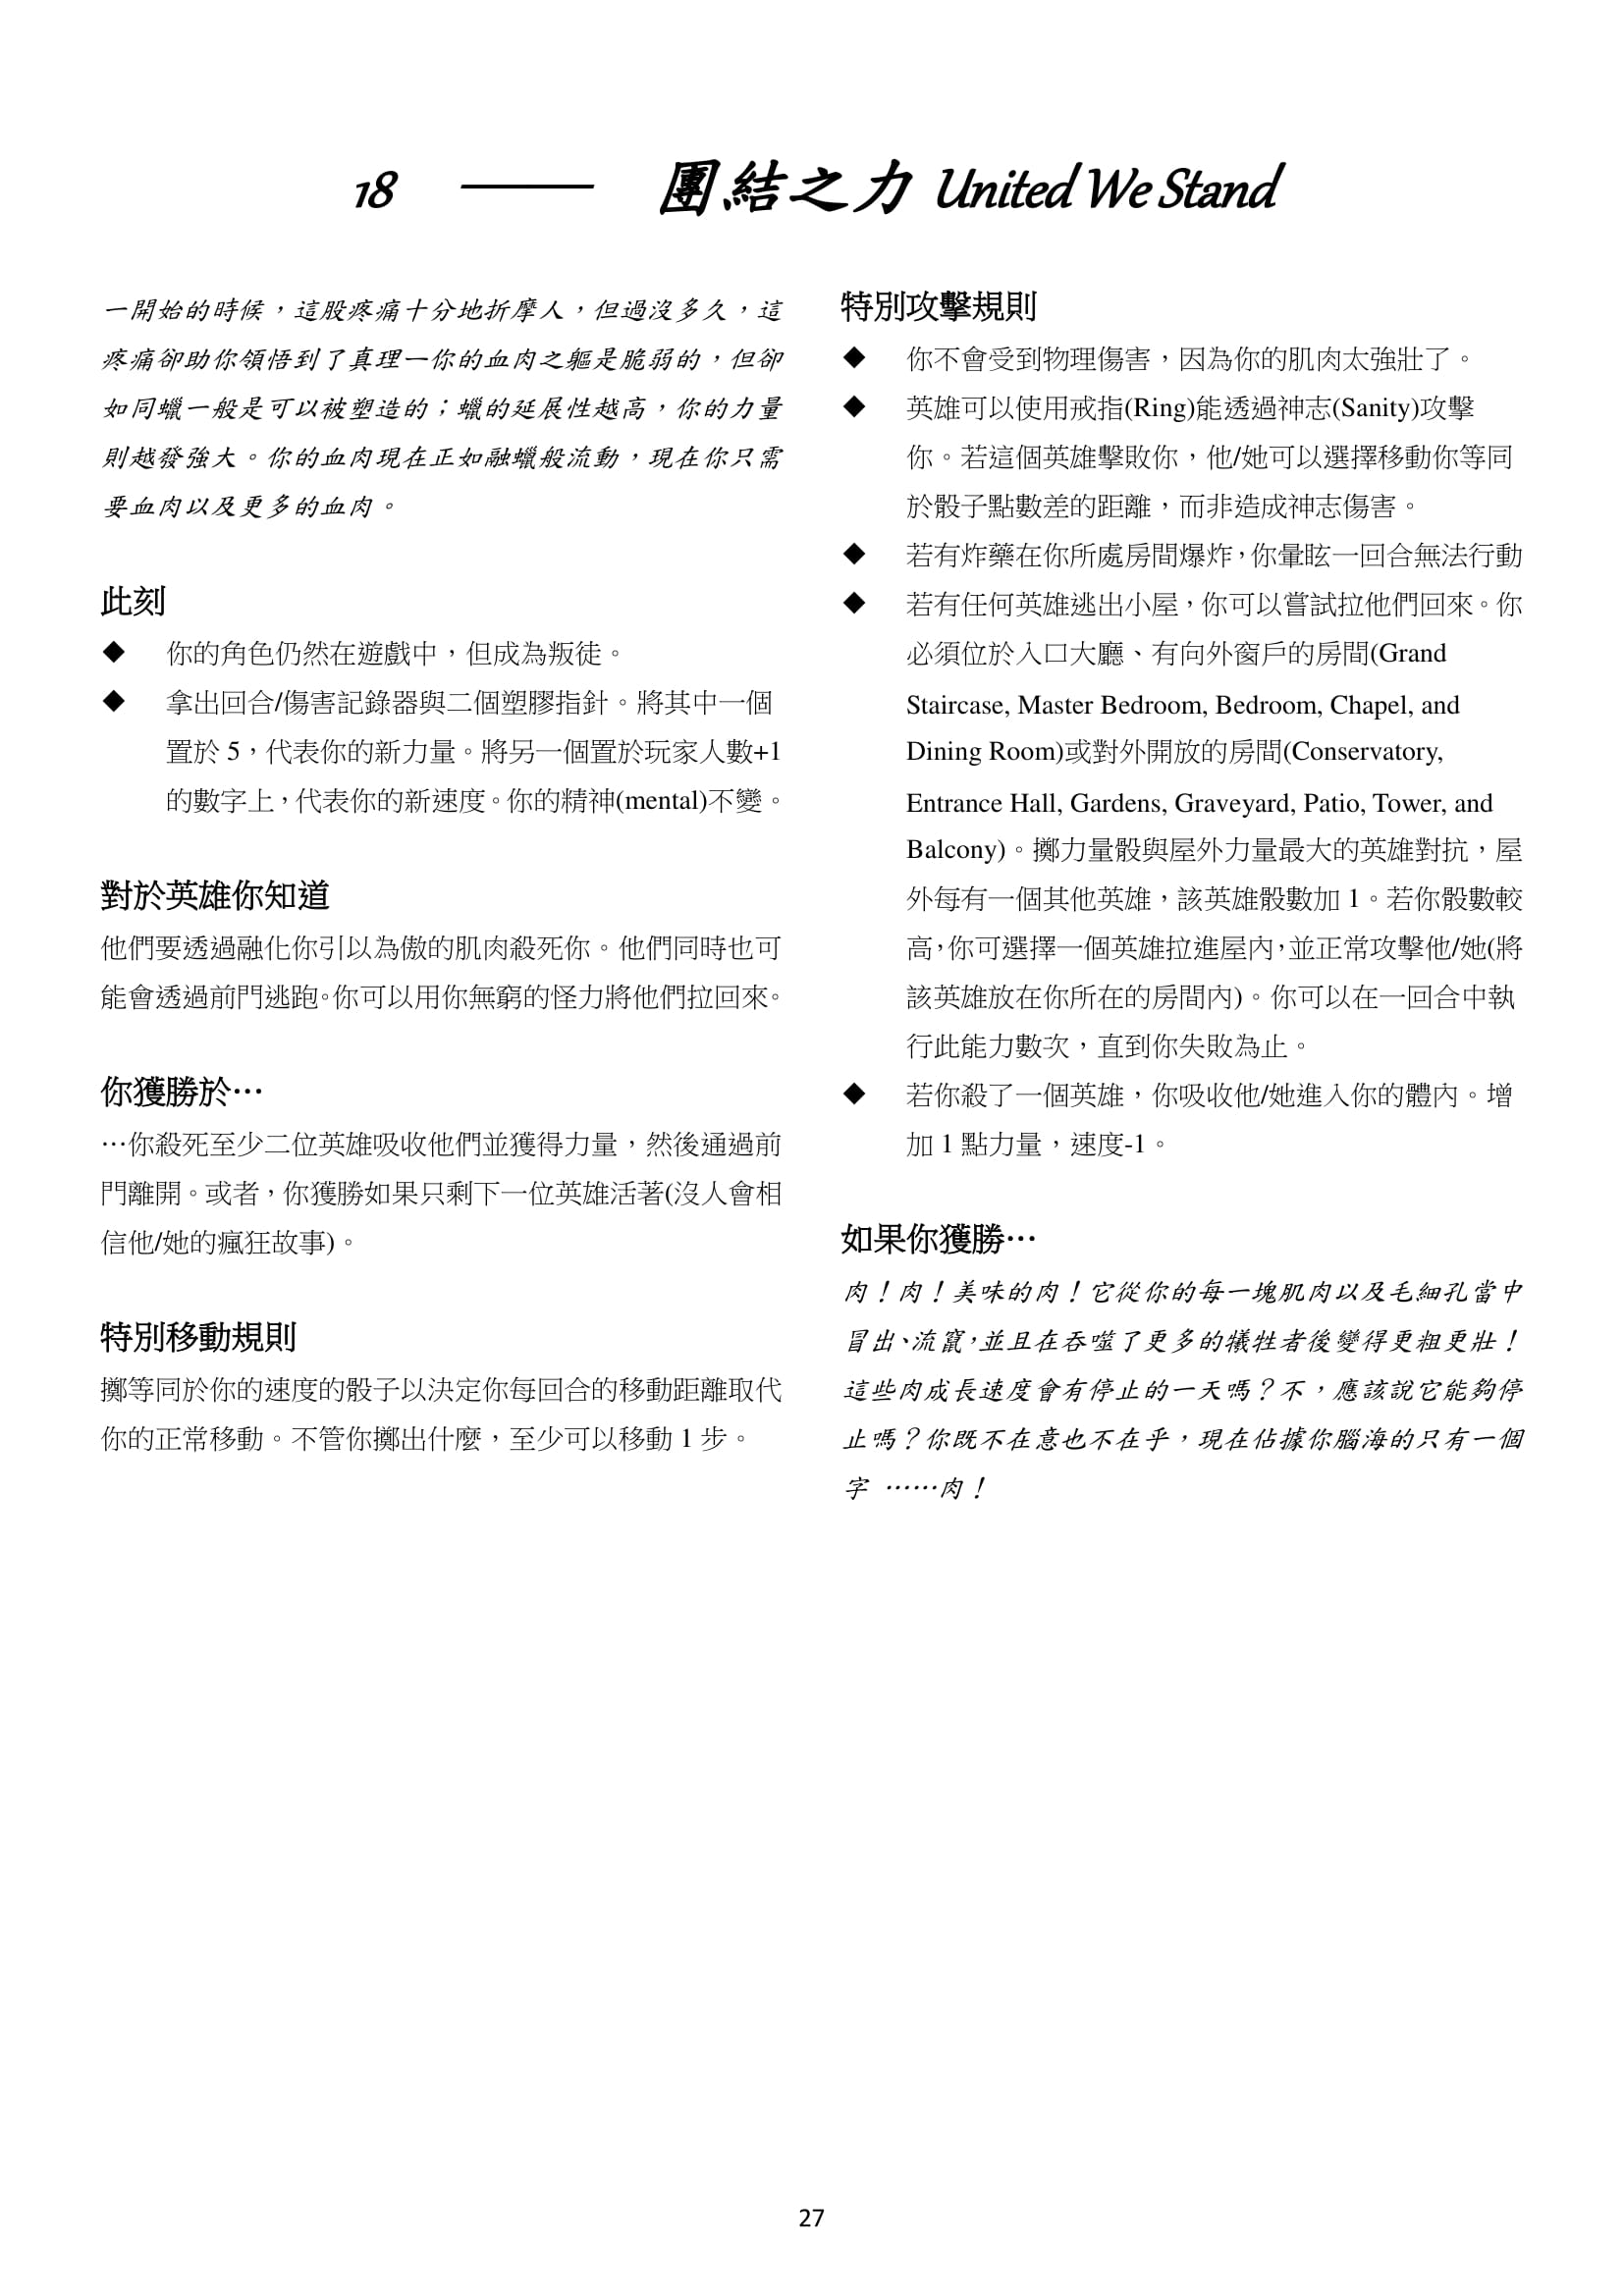 18 —— 團結之力 United We Stand
一開始的時候，這股疼痛十分地折摩人，但過沒多久，這
疼痛卻助你領悟到了真理一你的血肉之軀是脆弱的，但卻
如同蠟一般是可以被塑造的；蠟的延展性越高，你的力量
則越發強大。你的血肉現在正如融蠟般流動，現在你只需
要血肉以及更多的血肉。
此刻
◆ 你的角色仍然在遊戲中，但成為叛徒。
◆ 拿出回合/傷害記錄器與二個塑膠指針。將其中一個
置於 5，代表你的新力量。將另一個置於玩家人數+1
的數字上，代表你的新速度。你的精神(mental)不變。
對於英雄你知道
他們要透過融化你引以為傲的肌肉殺死你。他們同時也可
能會透過前門逃跑。你可以用你無窮的怪力將他們拉回來。
你獲勝於…
…你殺死至少二位英雄吸收他們並獲得力量，然後通過前
門離開。或者，你獲勝如果只剩下一位英雄活著(沒人會相
信他/她的瘋狂故事)。
特別移動規則
擲等同於你的速度的骰子以決定你每回合的移動距離取代
你的正常移動。不管你擲出什麼，至少可以移動 1 步。
特別攻擊規則
◆ 你不會受到物理傷害，因為你的肌肉太強壯了。
◆ 英雄可以使用戒指(Ring)能透過神志(Sanity)攻擊
你。若這個英雄擊敗你，他/她可以選擇移動你等同
於骰子點數差的距離，而非造成神志傷害。
◆ 若有炸藥在你所處房間爆炸，你暈眩一回合無法行動
◆ 若有任何英雄逃出小屋，你可以嘗試拉他們回來。你
必須位於入口大廳、有向外窗戶的房間(Grand
Staircase, Master Bedroom, Bedroom, Chapel, and
Dining Room)或對外開放的房間(Conservatory,
Entrance Hall, Gardens, Graveyard, Patio, Tower, and
Balcony)。擲力量骰與屋外力量最大的英雄對抗，屋
外每有一個其他英雄，該英雄骰數加 1。若你骰數較
高，你可選擇一個英雄拉進屋內，並正常攻擊他/她(將
該英雄放在你所在的房間內)。你可以在一回合中執
行此能力數次，直到你失敗為止。
◆ 若你殺了一個英雄，你吸收他/她進入你的體內。增
加 1 點力量，速度-1。
如果你獲勝…
肉！肉！美味的肉！它從你的每一塊肌肉以及毛細孔當中
冒出、流竄，並且在吞噬了更多的犧牲者後變得更粗更壯！
這些肉成長速度會有停止的一天嗎？不，應該說它能夠停
止嗎？你既不在意也不在乎，現在佔據你腦海的只有一個
字 ……肉！
27